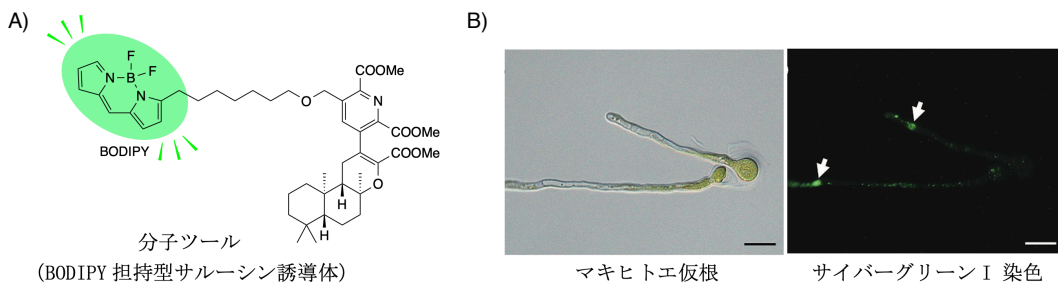 A)
B)
F
B
F
N
N
BODIPY
O
COOMe
N
COOMe
COOMe
O
H
H
分子ツール
(BODIPY 担持型サルーシン誘導体)
マキヒトエ仮根
サイバーグリーンI 染色